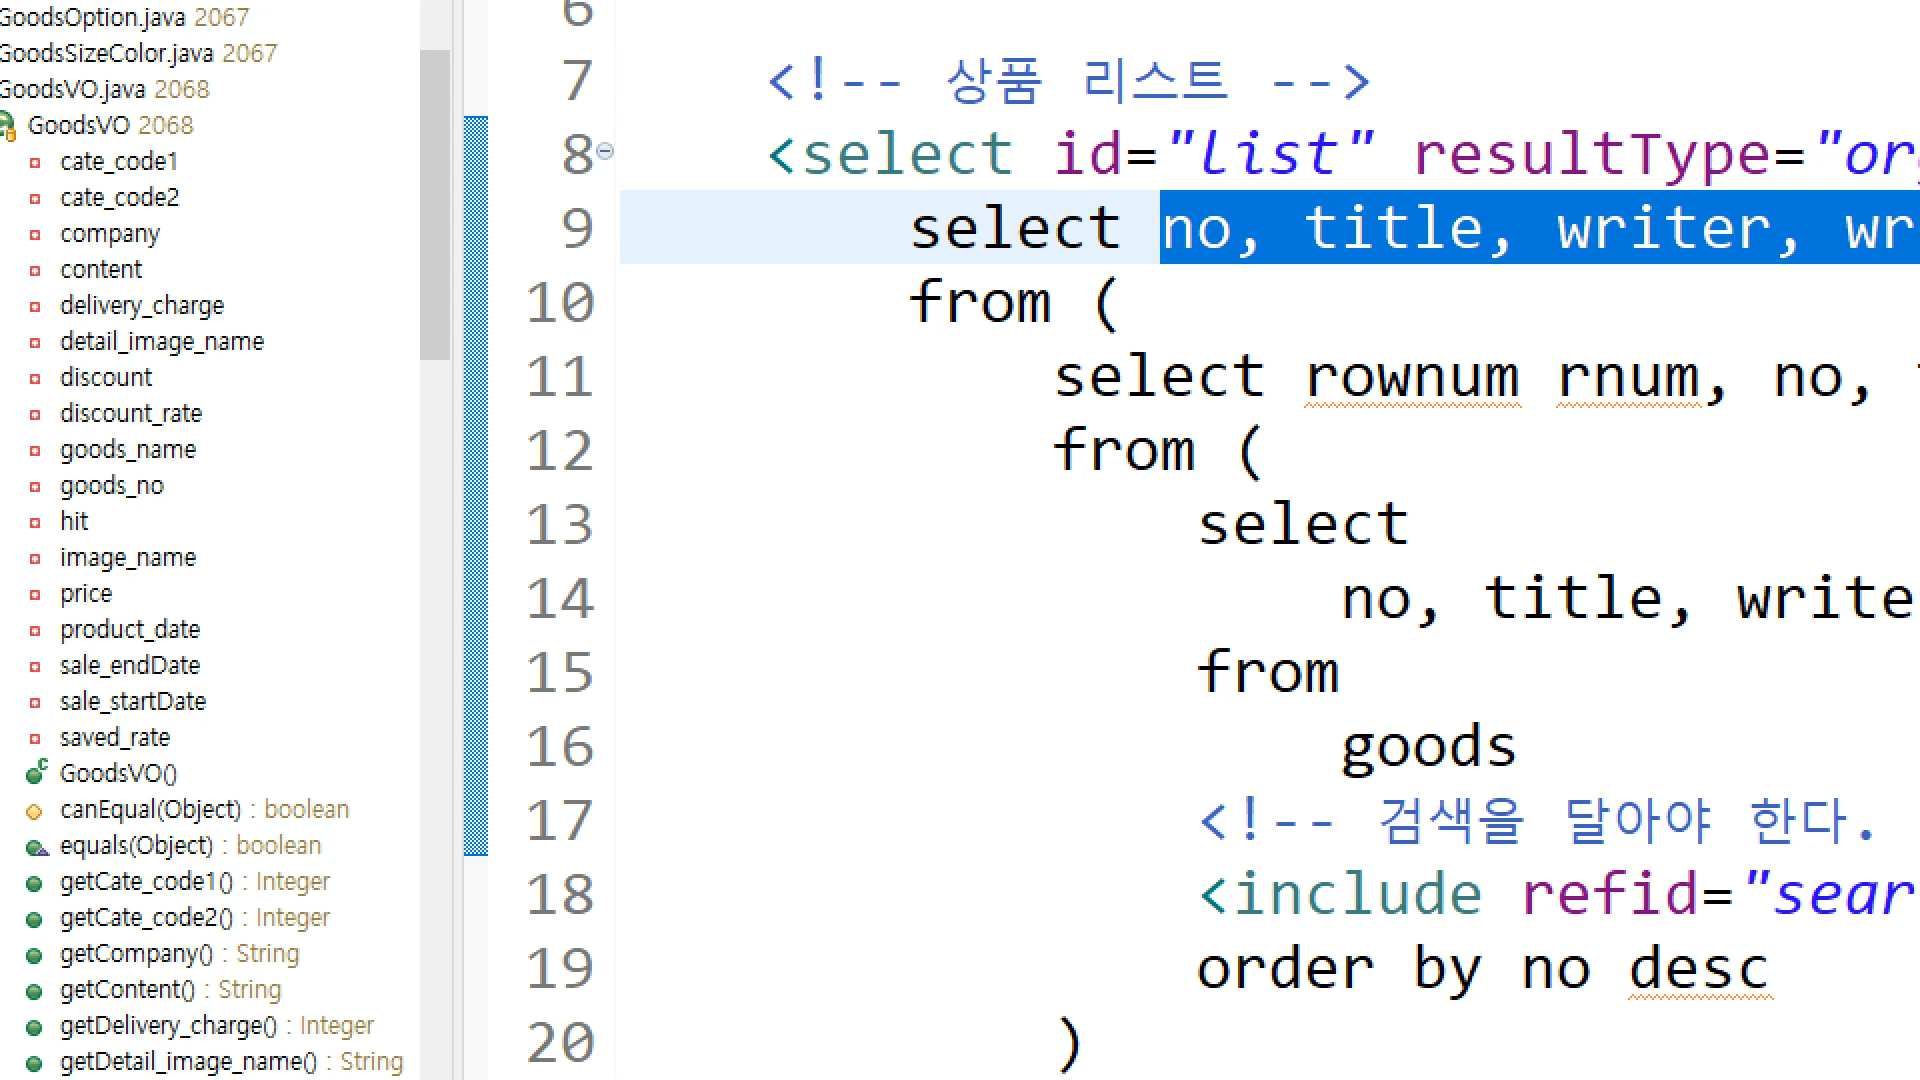 GoodsOption.java 2067
GoodsSizeColor.java 2067
GoodsVO.java 2068
GoodsVO 2068
cate_code1
cate_code2
company
content
delivery_charge
detail_image_name
discount
discount_rate
goods_name
goods_no
hit
image_name
price
product_date
sale_endDate
sale_startDate
saved_rate
GoodsVO()
canEqual(Object) : boolean
equals(Object) : boolean
getCate_code1() : Integer
getCate_code2() : Integer
getCompany() : String
getContent() : String
getDelivery_charge() : Integer
getDetail_image_name() : String
6
7 <!-- 상품 리스트 -->
8 <select id="list" resultType="or
9 select no, title, writer, wr
10 from (
11 select rownum rnum, no,
12 from (
13 select
14 no, title, write
15 from
16 goods
17 <!-- 검색을 달아야 한다.
18 <include refid="sear
19 order by no desc
20 )